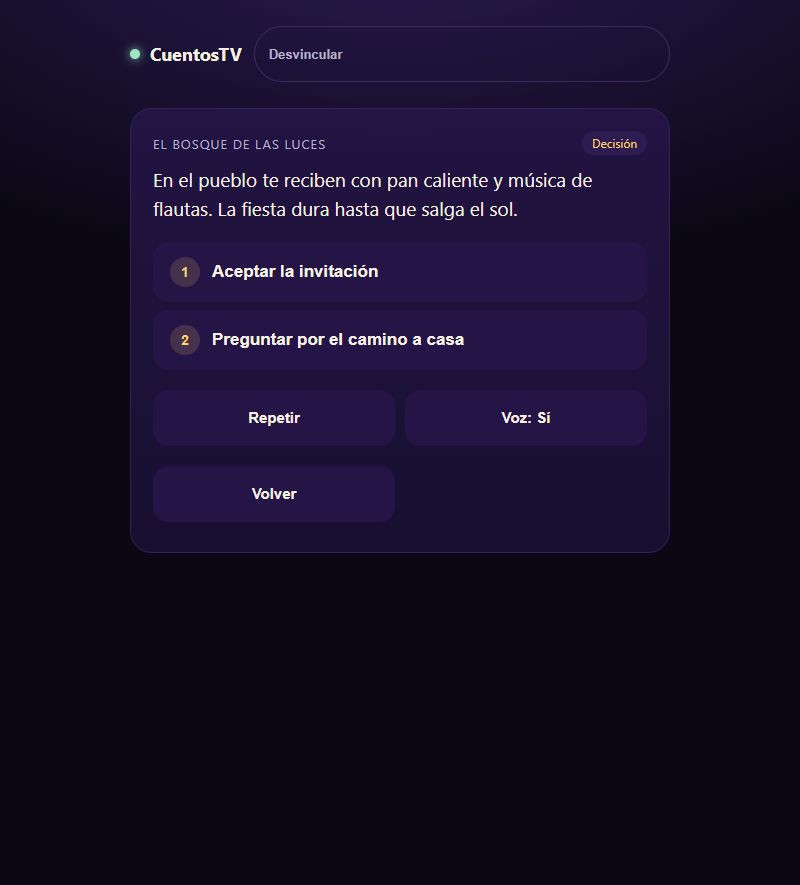 CuentosTV
Desvincular
EL BOSQUE DE LAS LUCES
Decisión
En el pueblo te reciben con pan caliente y música de
flautas. La fiesta dura hasta que salga el sol.
1 Aceptar la invitación
2 Preguntar por el camino a casa
Repetir
Voz: Sí
Volver